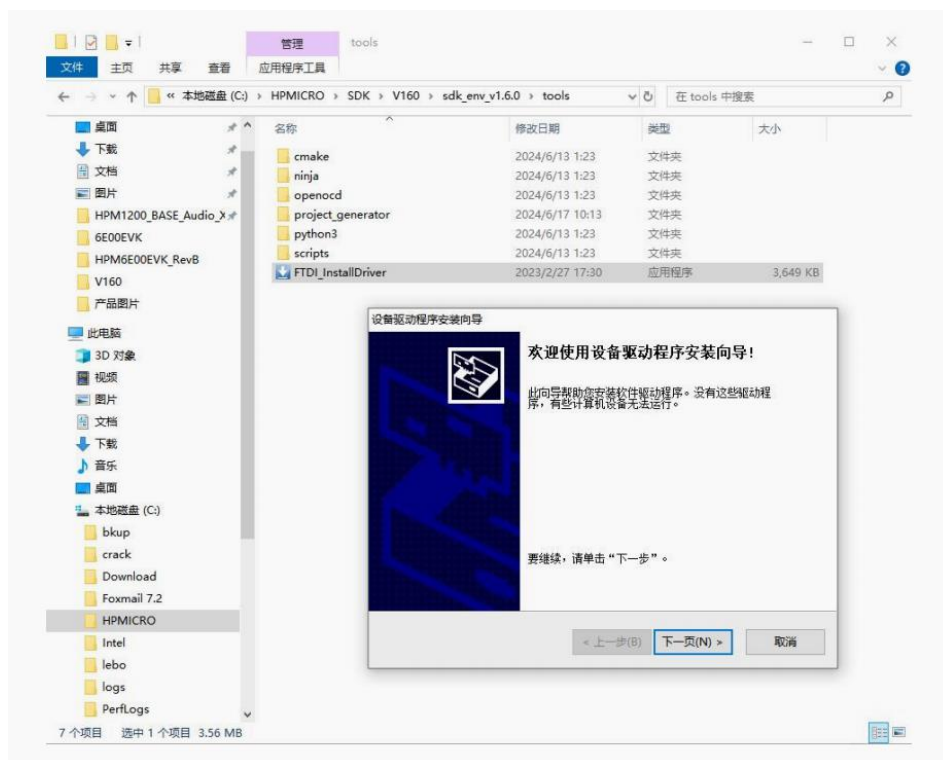 管理
tools
文件
主页
共享
查看
应用程序工具
« 本地磁盘 (C:) › HPMICRO › SDK › V160 › sdk_env_v1.6.0 › tools
在 tools 中搜索
桌面
下载
文档
图片
HPM1200_BASE_Audio_X
6E00EVK
HPM6E00EVK_RevB
V160
产品图片
此电脑
3D 对象
视频
图片
文档
下载
音乐
桌面
本地磁盘 (C:)
bkup
crack
Download
Foxmail 7.2
HPMICRO
Intel
lebo
logs
PerfLogs
名称 修改日期 类型 大小
cmake 2024/6/13 1:23 文件夹
ninja 2024/6/13 1:23 文件夹
openocd 2024/6/13 1:23 文件夹
project_generator 2024/6/17 10:13 文件夹
python3 2024/6/13 1:23 文件夹
scripts 2024/6/13 1:23 文件夹
FTDI_InstallDriver 2023/2/27 17:30 应用程序 3,649 KB
设备驱动程序安装向导
欢迎使用设备驱动程序安装向导!
此向导帮助您安装软件驱动程序。没有这些驱动程
序，有些计算机设备无法运行。
要继续，请单击“下一步”。
< 上一步(B)
下一页(N) >
取消
7 个项目 选中 1 个项目 3.56 MB